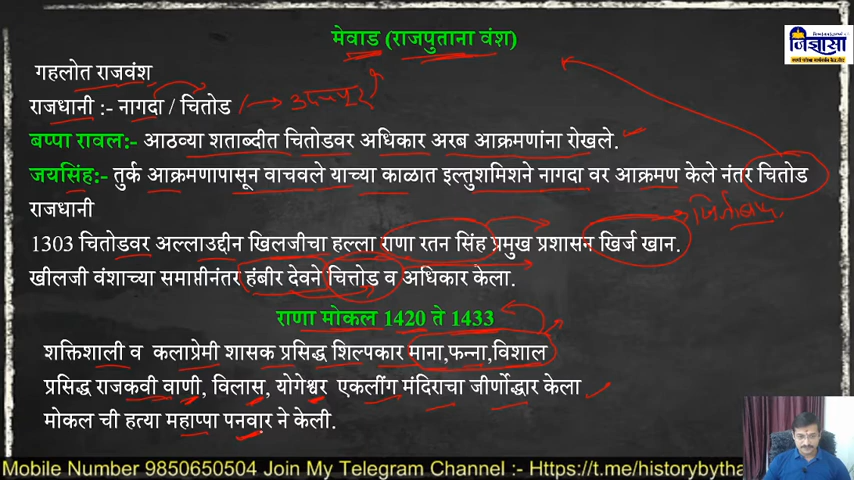 मेवाड (राजपुताना वंश)
जिज्ञासा
गहलोत राजवंश
राजधानी :- नागदा / चितोड / → उदयपूर
बप्पा रावल:- आठव्या शताब्दीत चितोडवर अधिकार अरब आक्रमणांना रोखले.
जयसिंह:- तुर्क आक्रमणापासून वाचवले याच्या काळात इल्तुशमिशने नागदा वर आक्रमण केले नंतर चितोड
राजधानी
1303 चितोडवर अल्लाउद्दीन खिलजीचा हल्ला राणा रतन सिंह प्रमुख प्रशासन खिर्ज खान.
खीलजी वंशाच्या समाप्तीनंतर हंबीर देवने चित्तोड व अधिकार केला.
राणा मोकल 1420 ते 1433
शक्तिशाली व कलाप्रेमी शासक प्रसिद्ध शिल्पकार माना,फन्ना,विशाल
प्रसिद्ध राजकवी वाणी, विलास, योगेश्वर एकलींग मंदिराचा जीर्णोद्धार केला
मोकल ची हत्या महाप्पा पनवार ने केली.
Mobile Number 9850650504 Join My Telegram Channel :- Https://t.me/historybytha